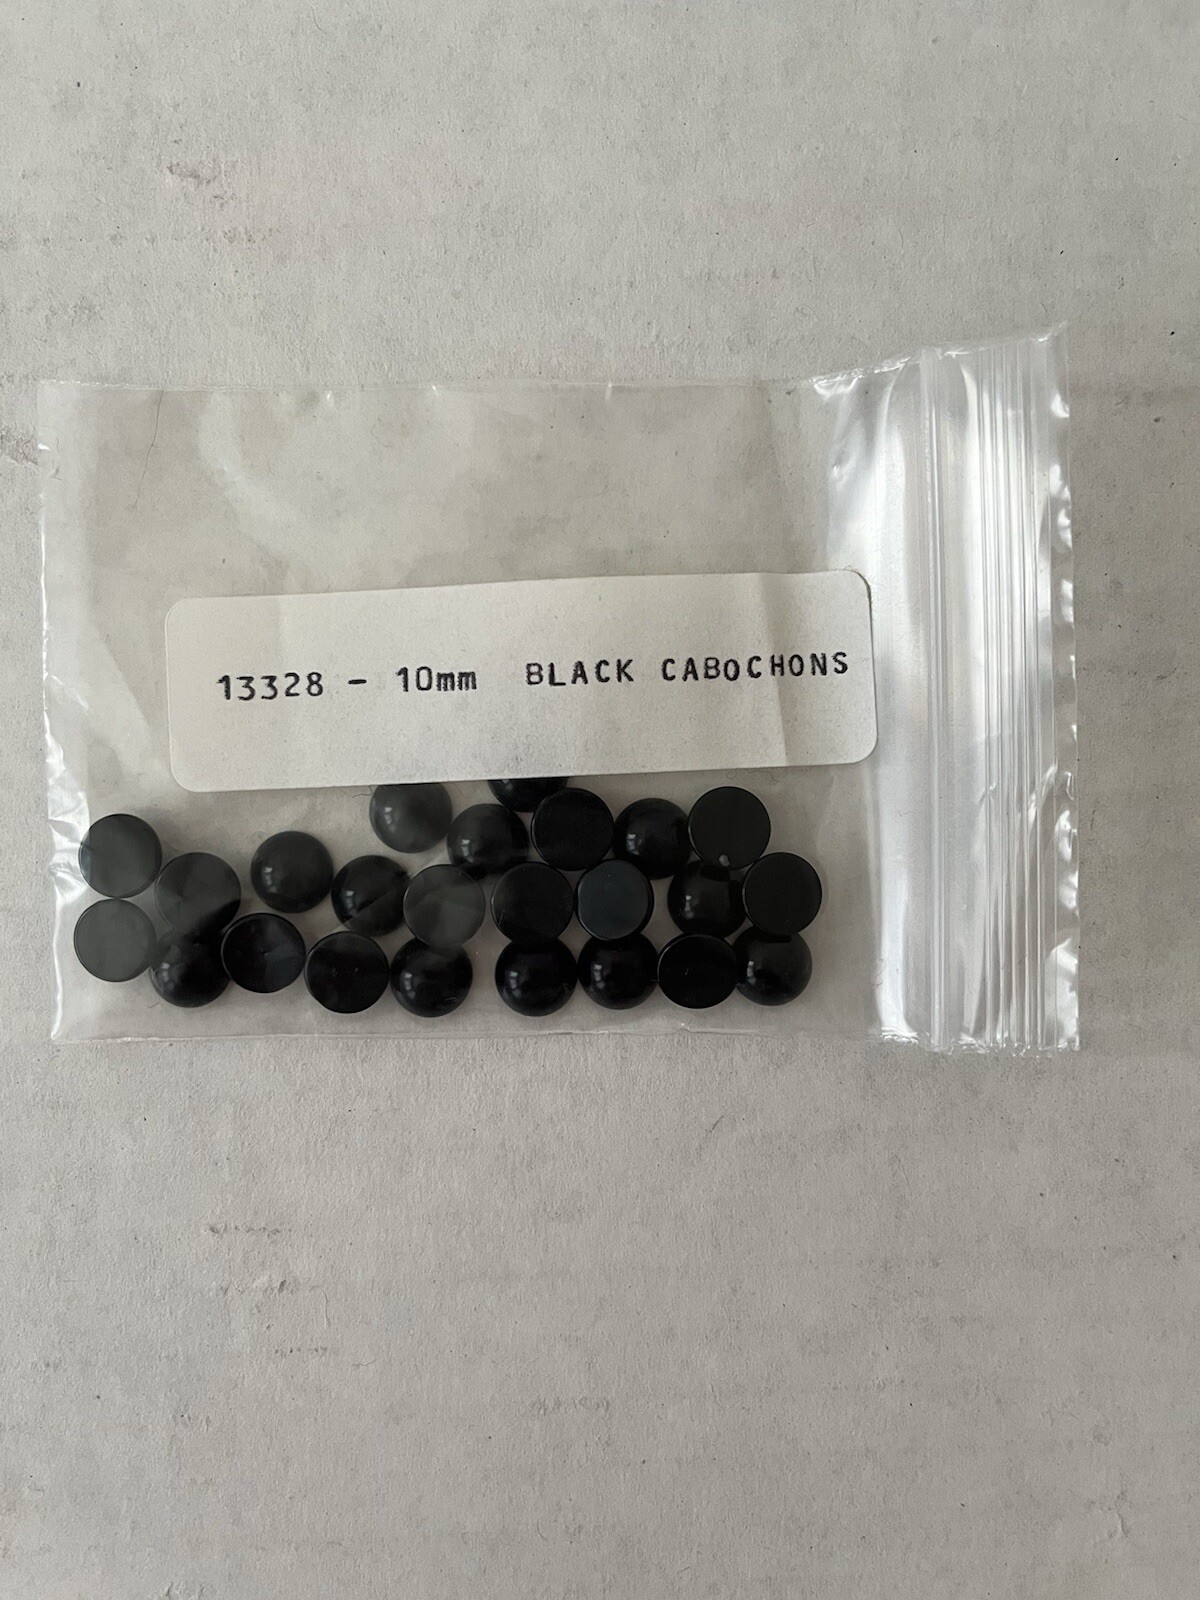 13328 - 10mm BLACK CABOCHONS